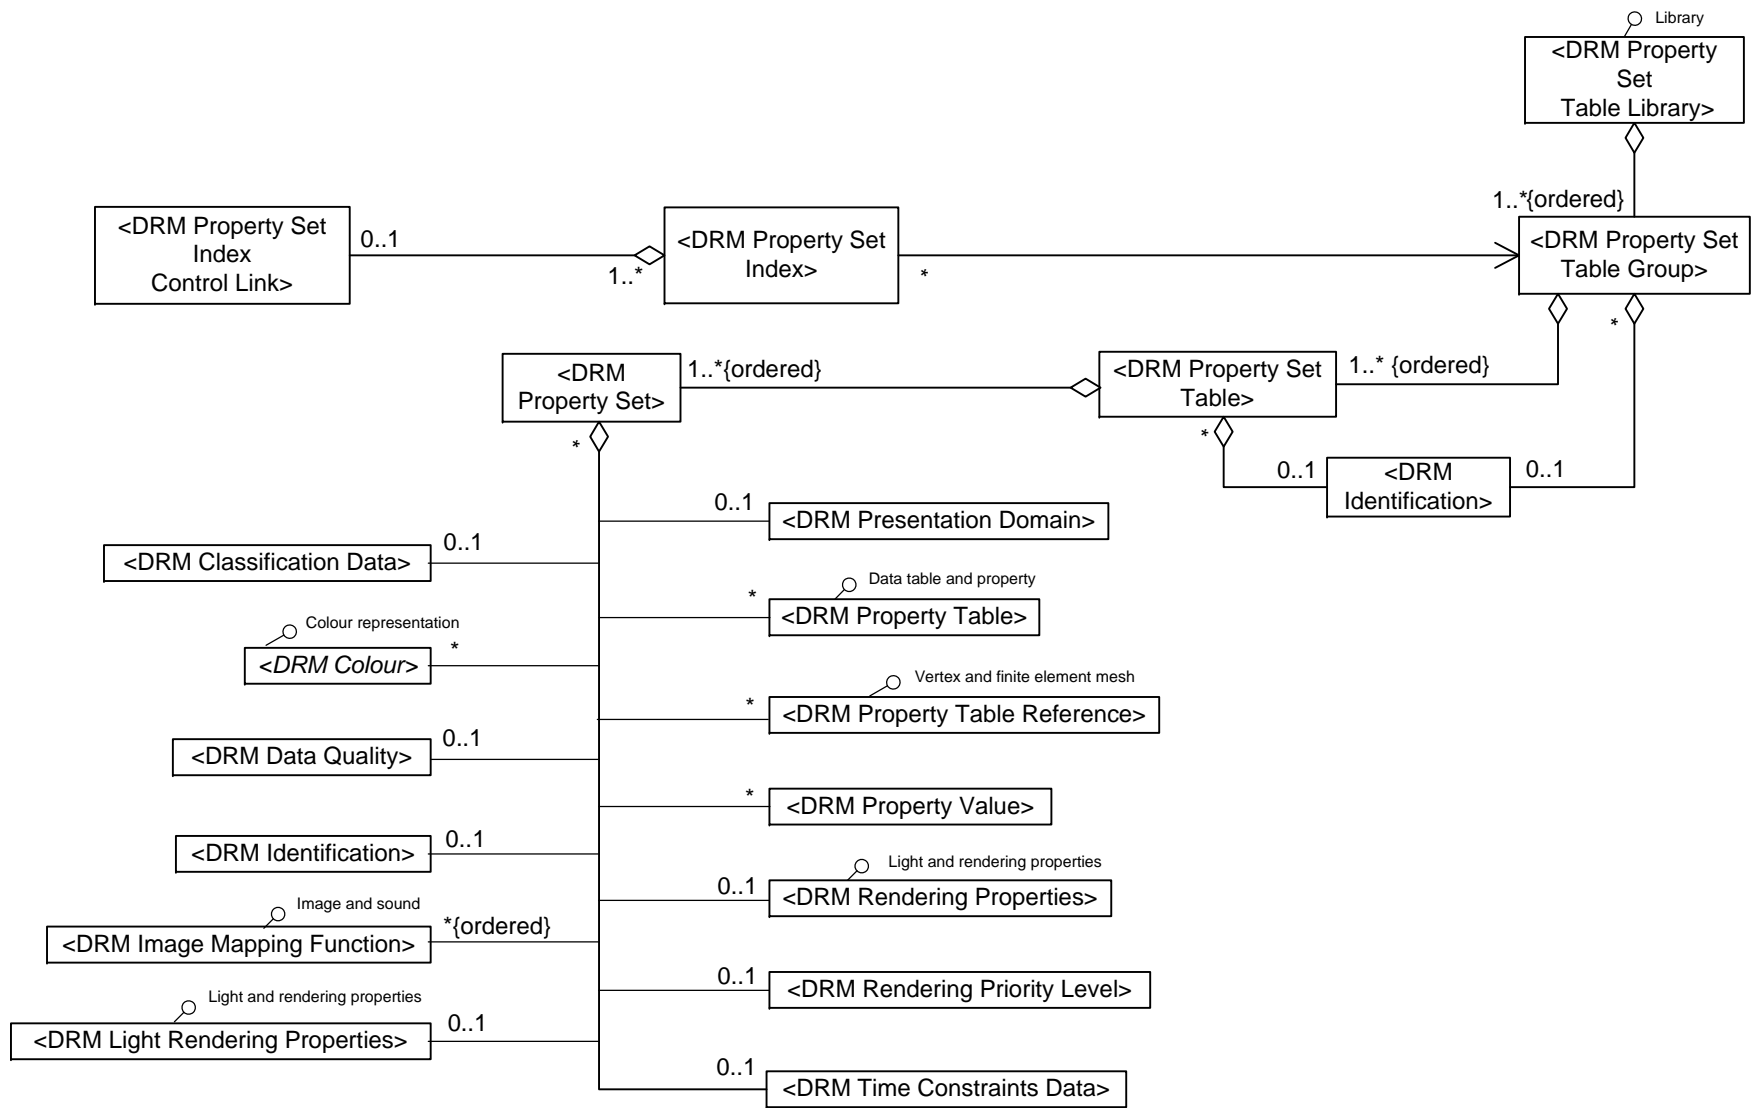 Library
<DRM Property
Set
Table Library>
1..*{ordered}
<DRM Property Set
Index
Control Link>
0..1
1..*
<DRM Property Set
Index>
*
<DRM Property Set
Table Group>
*
<DRM
Property Set>
1..*{ordered}
<DRM Property Set
Table>
1..* {ordered}
*
*
0..1
<DRM
Identification>
0..1
0..1
<DRM Presentation Domain>
<DRM Classification Data>
0..1
Data table and property
*
<DRM Property Table>
Colour representation
<DRM Colour>
*
Vertex and finite element mesh
*
<DRM Property Table Reference>
<DRM Data Quality>
0..1
*
<DRM Property Value>
<DRM Identification>
0..1
Light and rendering properties
0..1
<DRM Rendering Properties>
Image and sound
<DRM Image Mapping Function>
*{ordered}
0..1
<DRM Rendering Priority Level>
Light and rendering properties
<DRM Light Rendering Properties>
0..1
0..1
<DRM Time Constraints Data>